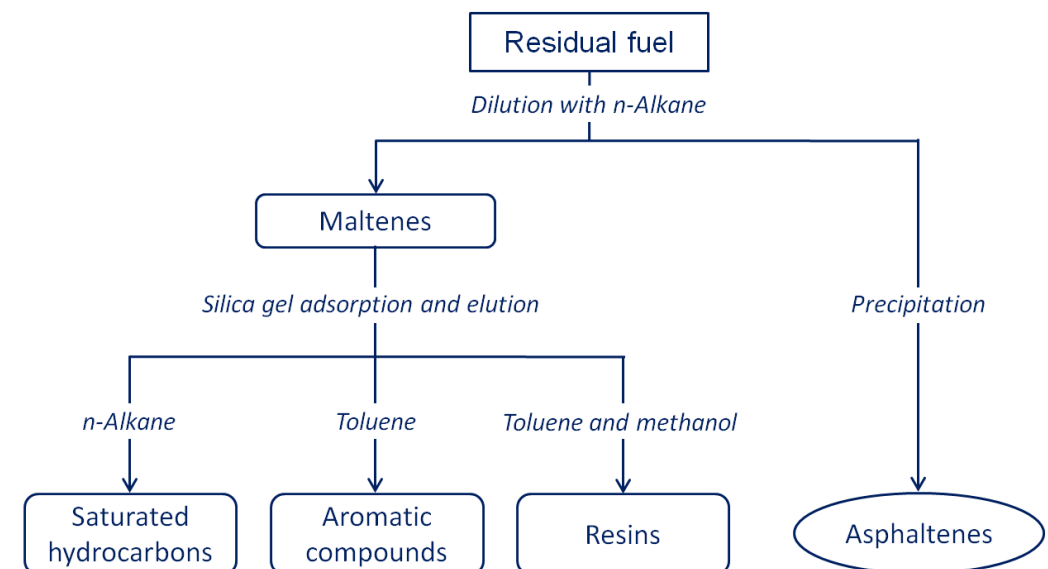 Residual fuel
Dilution with n-Alkane
Maltenes
Silica gel adsorption and elution
Precipitation
n-Alkane
Toluene
Toluene and methanol
Saturated
hydrocarbons
Aromatic
compounds
Resins
Asphaltenes